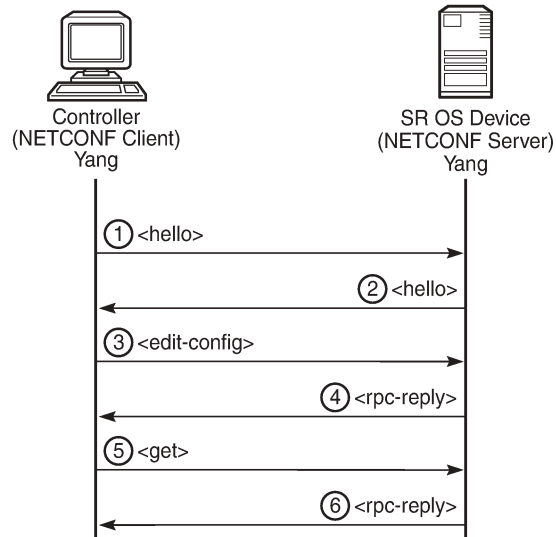 Controller
(NETCONF Client)
Yang
SR OS Device
(NETCONF Server)
Yang
1 <hello>
2 <hello>
3 <edit-config>
4 <rpc-reply>
5 <get>
6 <rpc-reply>